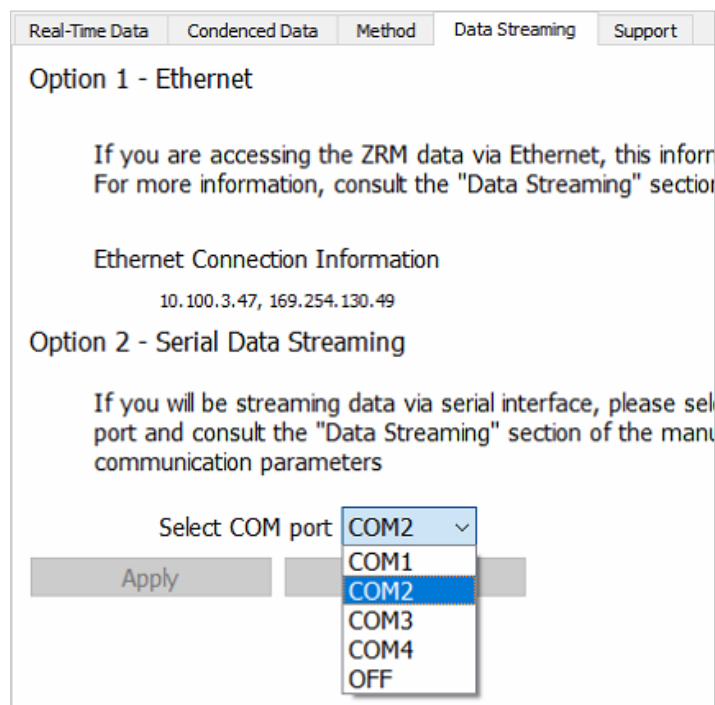 Real-Time Data Condenced Data Method Data Streaming Support
Option 1 - Ethernet
If you are accessing the ZRM data via Ethernet, this
For more information, consult the "Data Streaming"
Ethernet Connection Information
10.100.3.47, 169.254.130.49
Option 2 - Serial Data Streaming
If you will be streaming data via serial interface, please
port and consult the "Data Streaming" section of the
communication parameters
Select COM port COM2
COM1
Apply
COM2
COM3
COM4
OFF